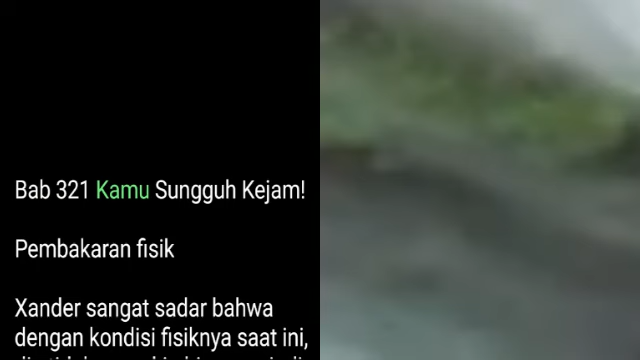 Bab 321 Kamu Sungguh Kejam!
Pembakaran fisik
Xander sangat sadar bahwa
dengan kondisi fisiknya saat ini,